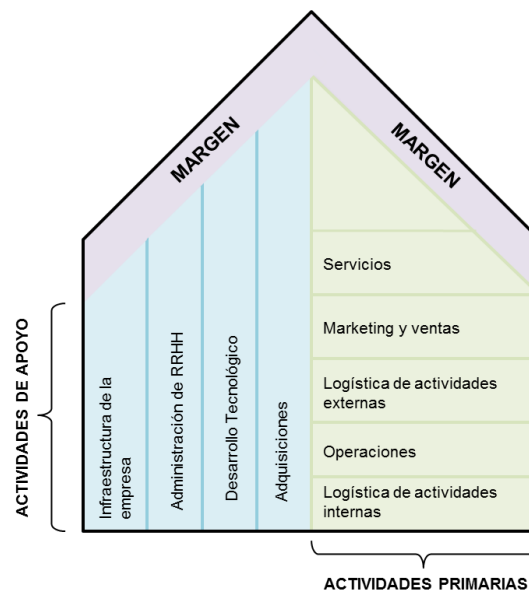 MARGEN
MARGEN
ACTIVIDADES DE APOYO
Infraestructura de la
empresa
Administración de RRHH
Desarrollo Tecnológico
Adquisiciones
Servicios
Marketing y ventas
Logística de actividades
externas
Operaciones
Logística de actividades
internas
ACTIVIDADES PRIMARIAS